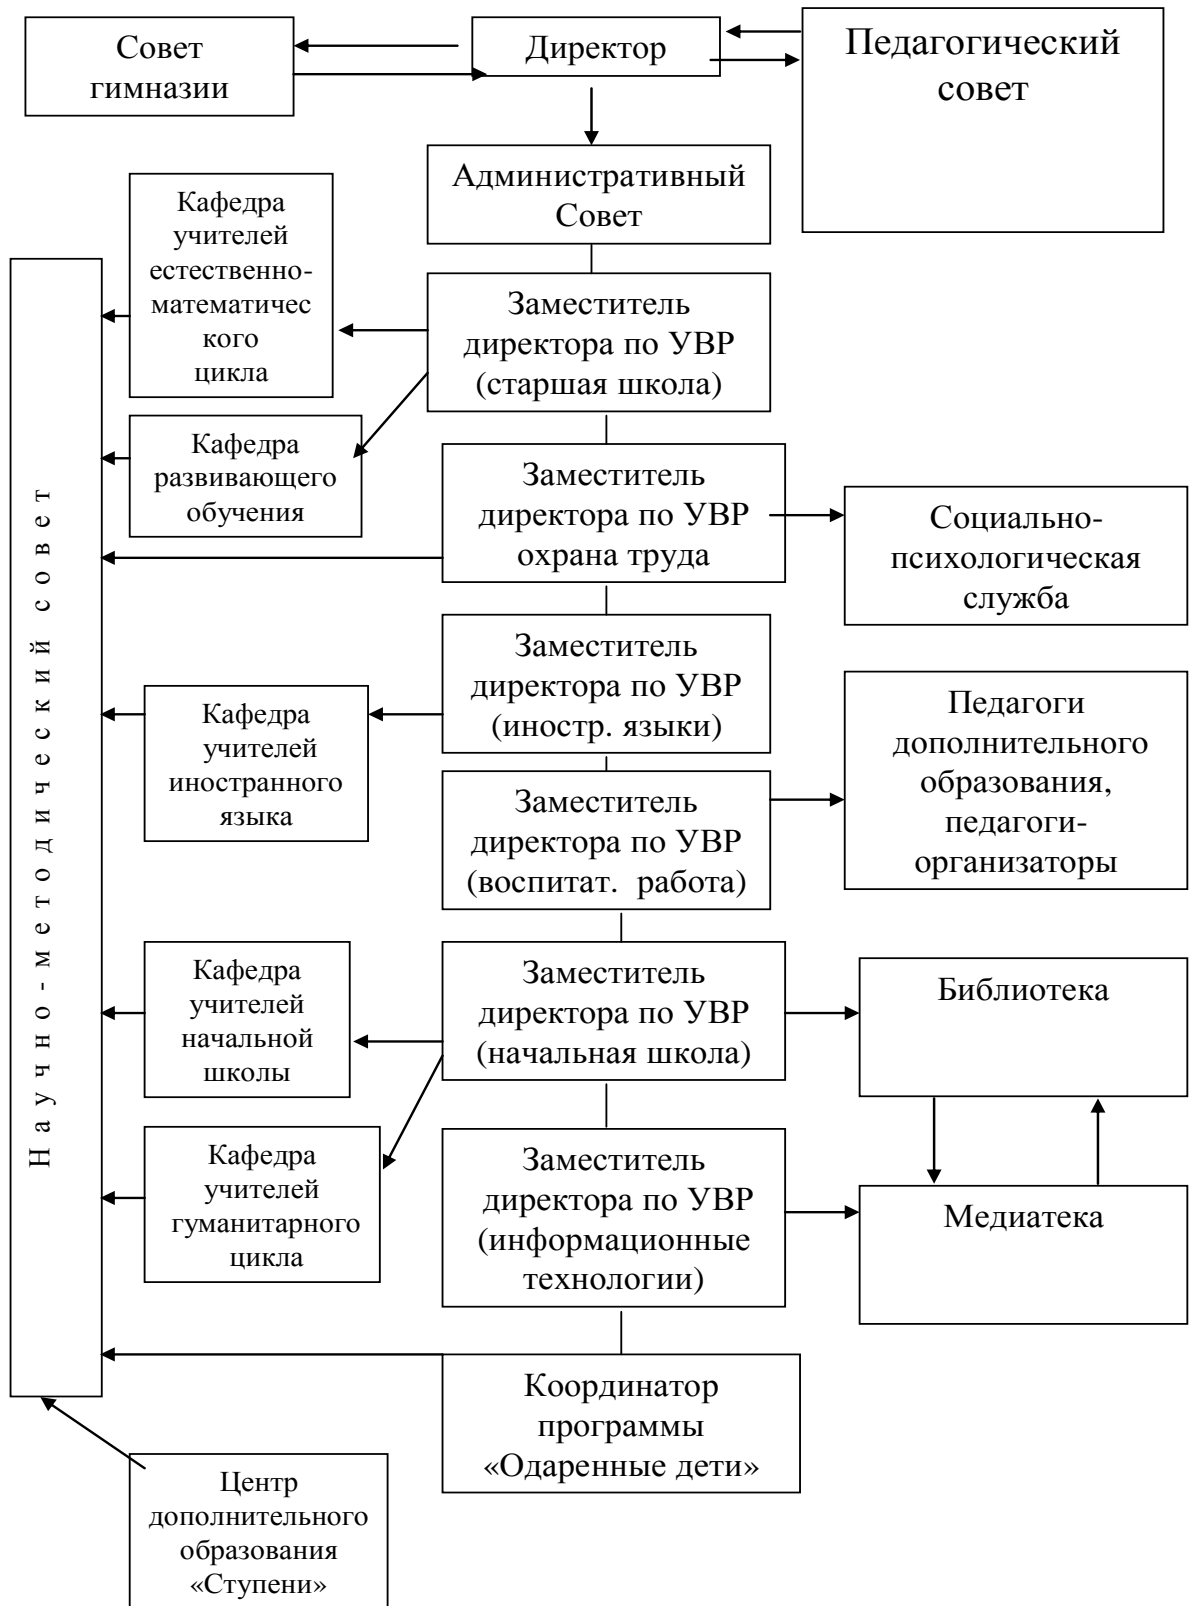 Совет
гимназии
Директор
Педагогический
совет
Административный
Совет
Кафедра
учителей
естественно-
математичес
кого
цикла
Заместитель
директора по УВР
(старшая школа)
Кафедра
развивающего
обучения
Заместитель
директора по УВР
охрана труда
Социально-
психологическая
служба
Научно-методический совет
Заместитель
директора по УВР
(иностр. языки)
Кафедра
учителей
иностранного
языка
Педагоги
дополнительного
образования,
педагоги-
организаторы
Заместитель
директора по УВР
(воспитат. работа)
Кафедра
учителей
начальной
школы
Заместитель
директора по УВР
(начальная школа)
Библиотека
Кафедра
учителей
гуманитарного
цикла
Заместитель
директора по УВР
(информационные
технологии)
Медиатека
Координатор
программы
«Одаренные дети»
Центр
дополнительного
образования
«Ступени»